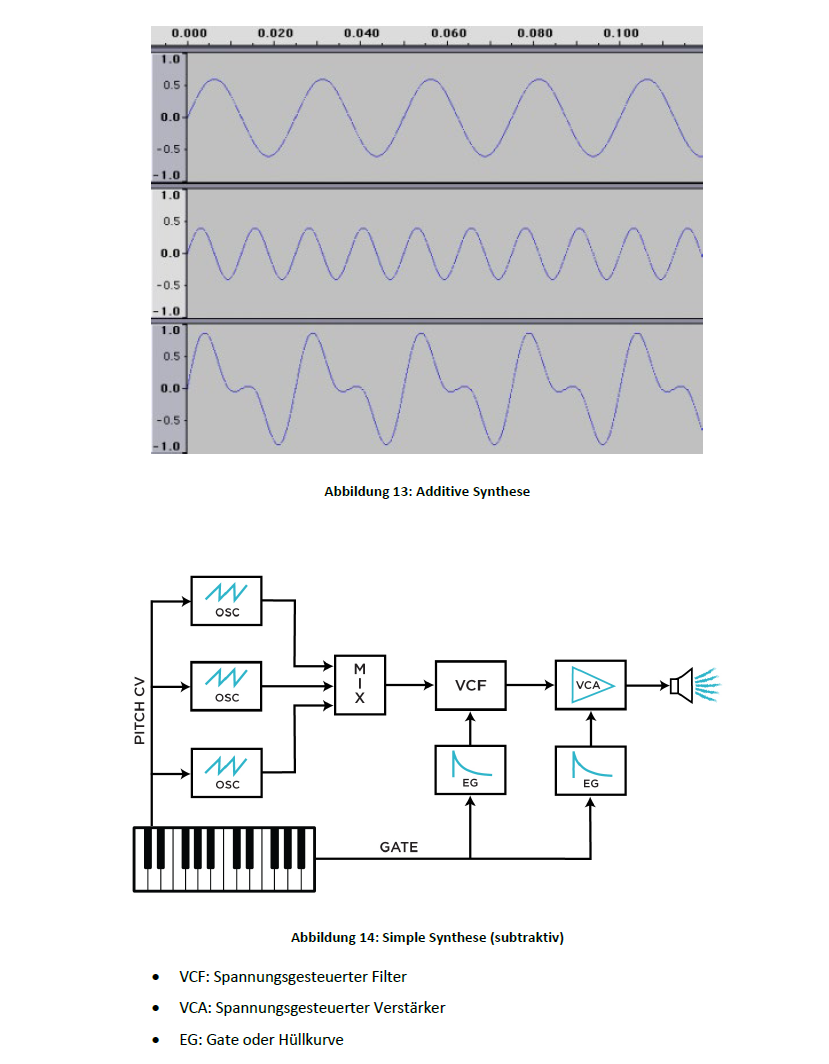 0.000 0.020 0.040 0.060 0.080 0.100
1.0
0.5
0.0
-0.5
-1.0
1.0
0.5
0.0
-0.5
-1.0
1.0
0.5
0.0
-0.5
-1.0
Abbildung 13: Additive Synthese
OSC
OSC
OSC
PITCH CV
M
I
X
VCF
VCA
EG
EG
GATE
Abbildung 14: Simple Synthese (subtraktiv)
• VCF: Spannungsgesteuerter Filter
• VCA: Spannungsgesteuerter Verstärker
• EG: Gate oder Hüllkurve